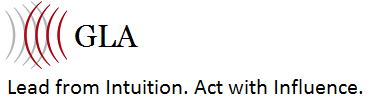 GLA
Lead from Intuition. Act with Influence.